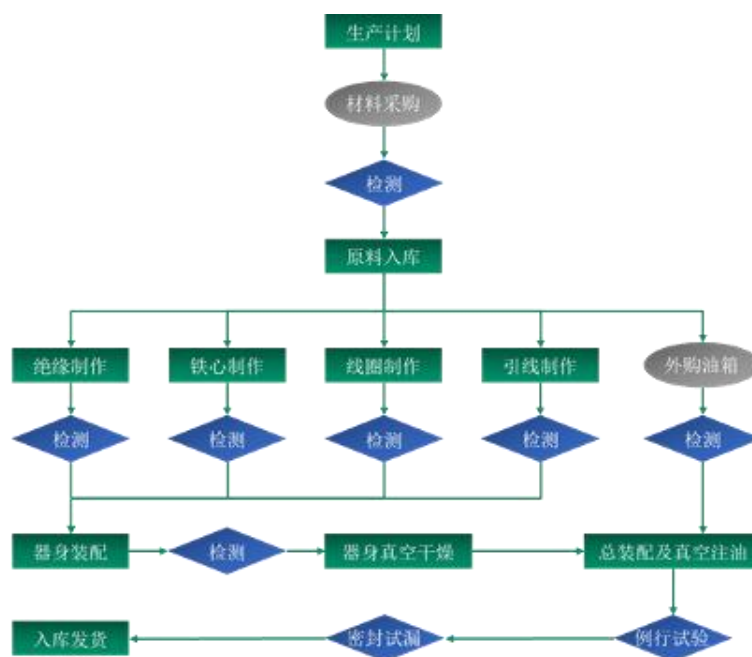 生产计划
材料采购
检测
原料入库
绝缘制作
铁心制作
线圈制作
引线制作
外购油箱
检测
检测
检测
检测
检测
器身装配
检测
器身真空干燥
总装配及真空注油
入库发货
密封试漏
例行试验